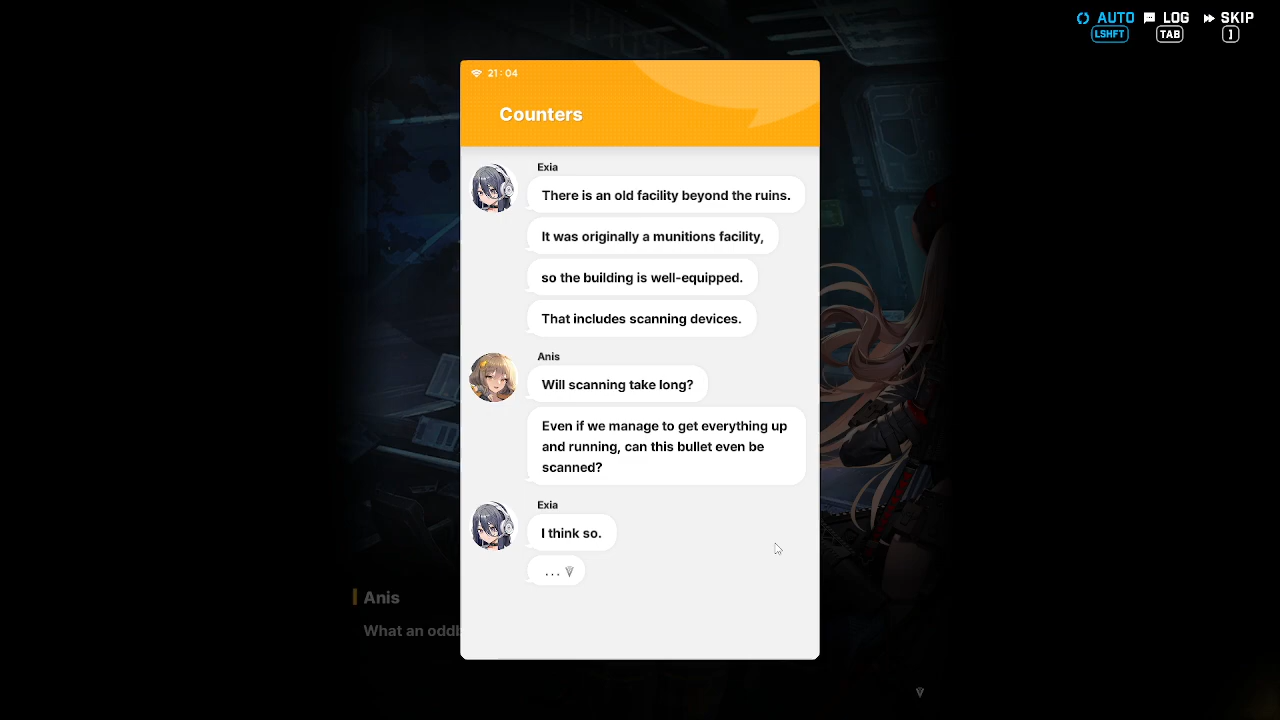 AUTO
LOG
SKIP
LSHFT
TAB
]
21:04
Counters
Exia
There is an old facility beyond the ruins.
It was originally a munitions facility,
so the building is well-equipped.
That includes scanning devices.
Anis
Will scanning take long?
Even if we manage to get everything up
and running, can this bullet even be
scanned?
Exia
I think so.
...
Anis
What an oddb